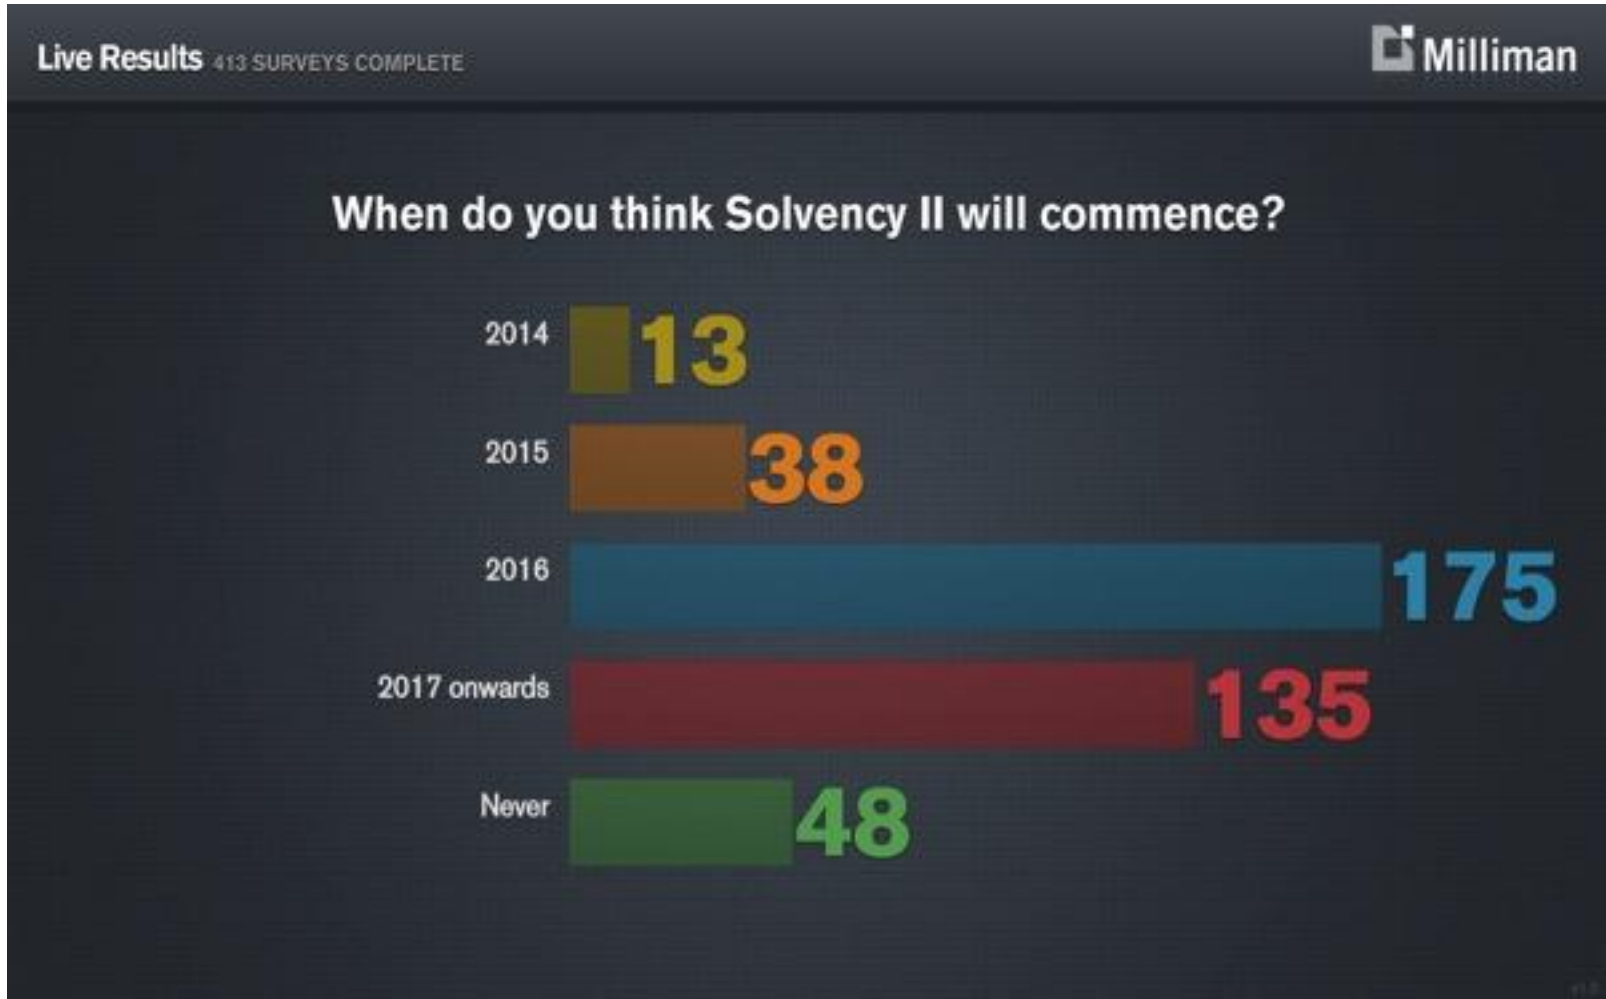 Live Results 413 SURVEYS COMPLETE
Milliman
When do you think Solvency II will commence?
2014 13
2015 38
2016 175
2017 onwards 135
Never 48